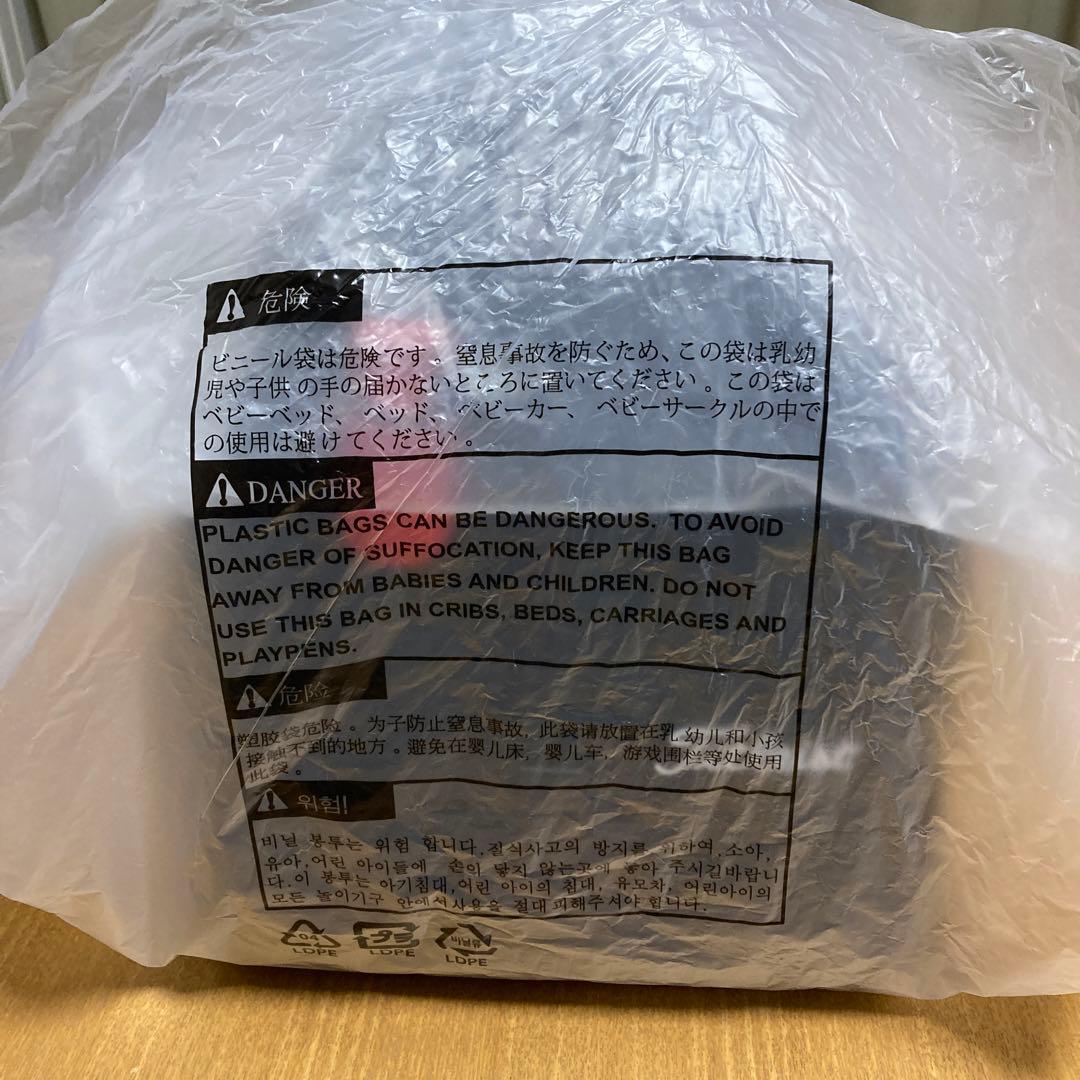 危険
ビニール袋は危険です。窒息事故を防ぐため、この袋は乳幼
児や子供の手の届かないところに置いてください。この袋は
ベビーベッド、ベッド、ベビーカー、ベビーサークルの中で
の使用は避けてください。
DANGER
PLASTIC BAGS CAN BE DANGEROUS. TO AVOID
DANGER OF SUFFOCATION, KEEP THIS BAG
AWAY FROM BABIES AND CHILDREN. DO NOT
USE THIS BAG IN CRIBS, BEDS, CARRIAGES AND
PLAYPENS.
危险
塑胶袋危险。为子防止窒息事故,此袋请放置在乳幼儿和小孩
接触不到的地方。避免在婴儿床,婴儿车,游戏围栏等处使用
此袋。
위험!
비닐 봉투는 위험 합니다.질식사고의 방지를 위하여,소아,
유아,어린 아이들에 손이 닿지 않는곳에 놓아 주시길바랍니
다.이 봉투는 아기침대,어린 아이의 침대, 유모차, 어린아이의
모든 놀이기구 안에서사용을 절대피해주셔야 합니다.
04 プラ 비닐류
LDPE LDPE LDPE